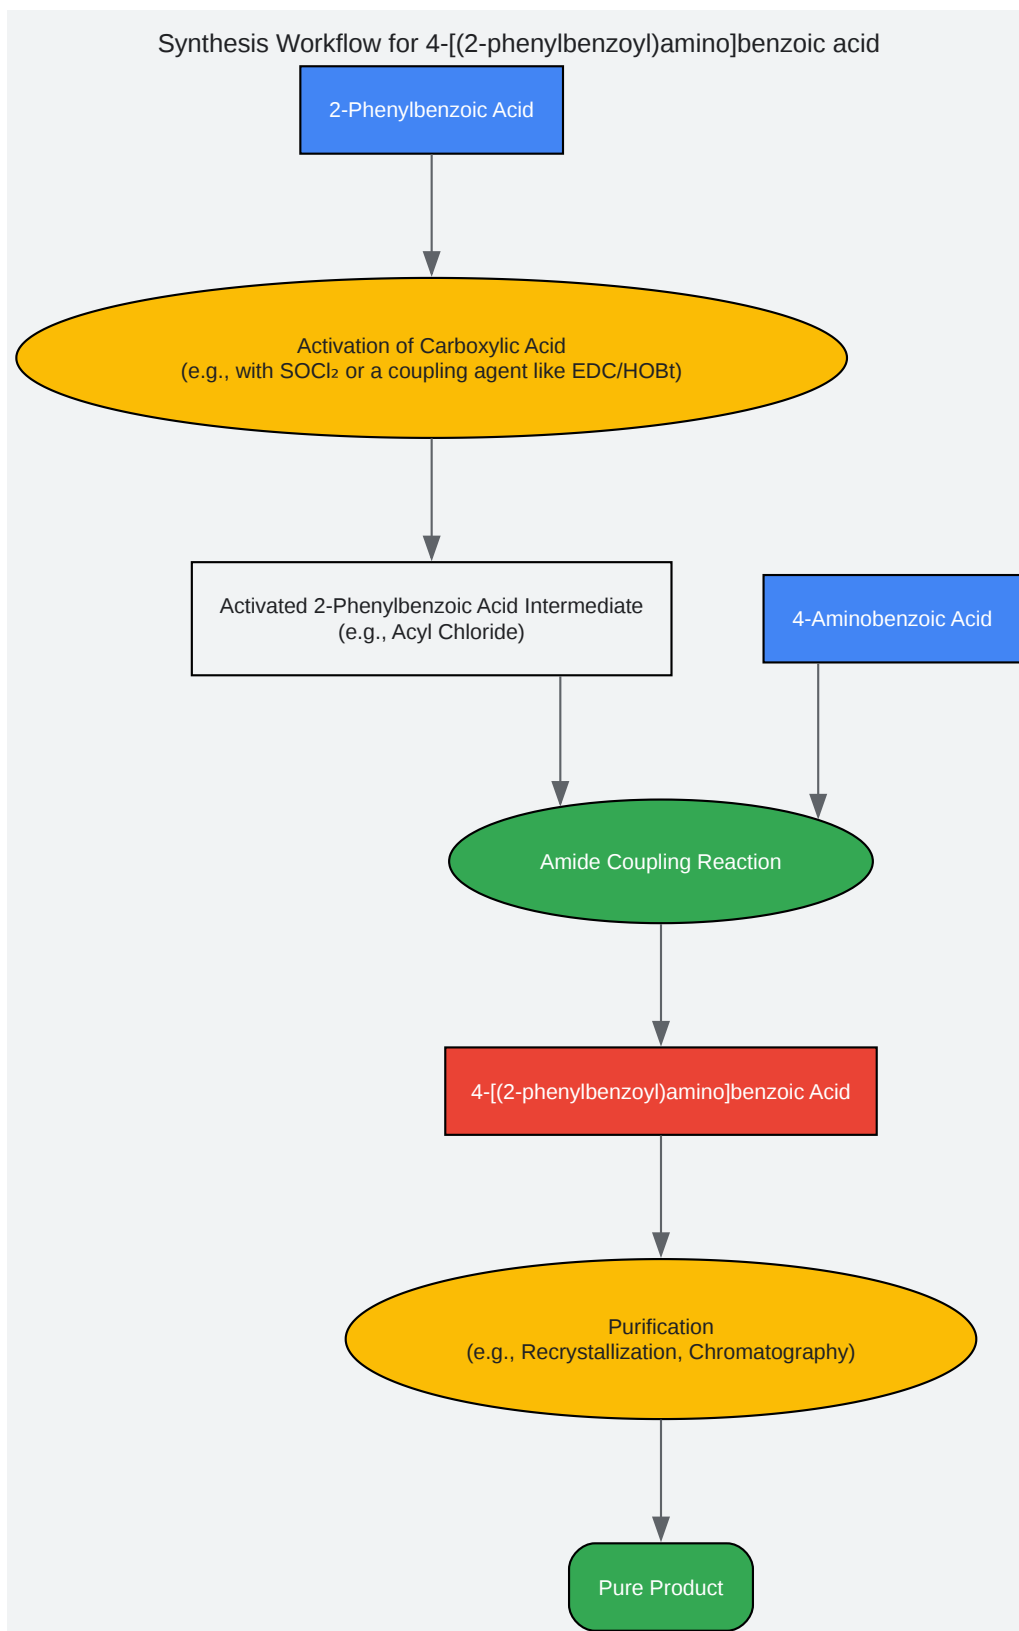 Synthesis Workflow for 4-[(2-phenylbenzoyl)amino]benzoic acid
2-Phenylbenzoic Acid
Activation of Carboxylic Acid
(e.g., with SOCl₂ or a coupling agent like EDC/HOBt)
Activated 2-Phenylbenzoic Acid Intermediate
(e.g., Acyl Chloride)
4-Aminobenzoic Acid
Amide Coupling Reaction
4-[(2-phenylbenzoyl)amino]benzoic Acid
Purification
(e.g., Recrystallization, Chromatography)
Pure Product